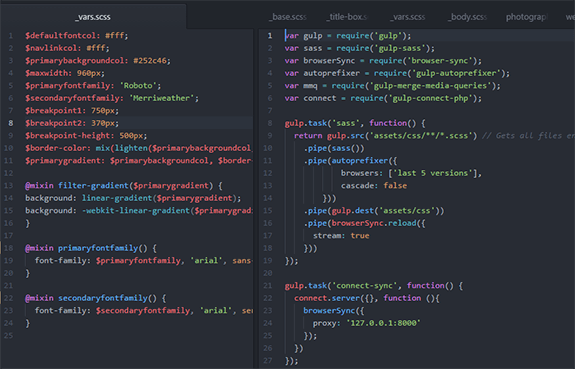 _vars.scss
1 $defaultfontcol: #fff;
2 $navlinkcol: #fff;
3 $primarybackgroundcol: #252c46;
4 $maxwidth: 960px;
5 $primaryfontfamily: 'Roboto';
6 $secondaryfontfamily: 'Merriweather';
7 $breakpoint1: 750px;
8 $breakpoint2: 370px;
9 $breakpoint-height: 500px;
10 $border-color: mix(lighten($primarybackgroundcol
11 $primarygradient: $primarybackgroundcol, $border-
12
13 @mixin filter-gradient($primarygradient) {
14 background: linear-gradient($primarygradient);
15 background: -webkit-linear-gradient($primarygradi
16 }
17
18 @mixin primaryfontfamily() {
19 font-family: $primaryfontfamily, 'arial', sans
20 }
21
22 @mixin secondaryfontfamily() {
23 font-family: $secondaryfontfamily, 'arial', se
24 }
25
_base.scss _title-box.s _vars.scss _body.scss photograpl we
1 var gulp = require('gulp');
2 var sass = require('gulp-sass');
3 var browserSync = require('browser-sync');
4 var autoprefixer = require('gulp-autoprefixer');
5 var mmq = require('gulp-merge-media-queries');
6 var connect = require('gulp-connect-php');
7
8 gulp.task('sass', function() {
9 return gulp.src('assets/css/**/*.scss') // Gets all files en
10 .pipe(sass())
11 .pipe(autoprefixer({
12 browsers: ['last 5 versions'],
13 cascade: false
14 }))
15 .pipe(gulp.dest('assets/css'))
16 .pipe(browserSync.reload({
17 stream: true
18 }))
19 });
20
21 gulp.task('connect-sync', function() {
22 connect.server({}, function (){
23 browserSync({
24 proxy: '127.0.0.1:8000'
25 });
26 })
27 });